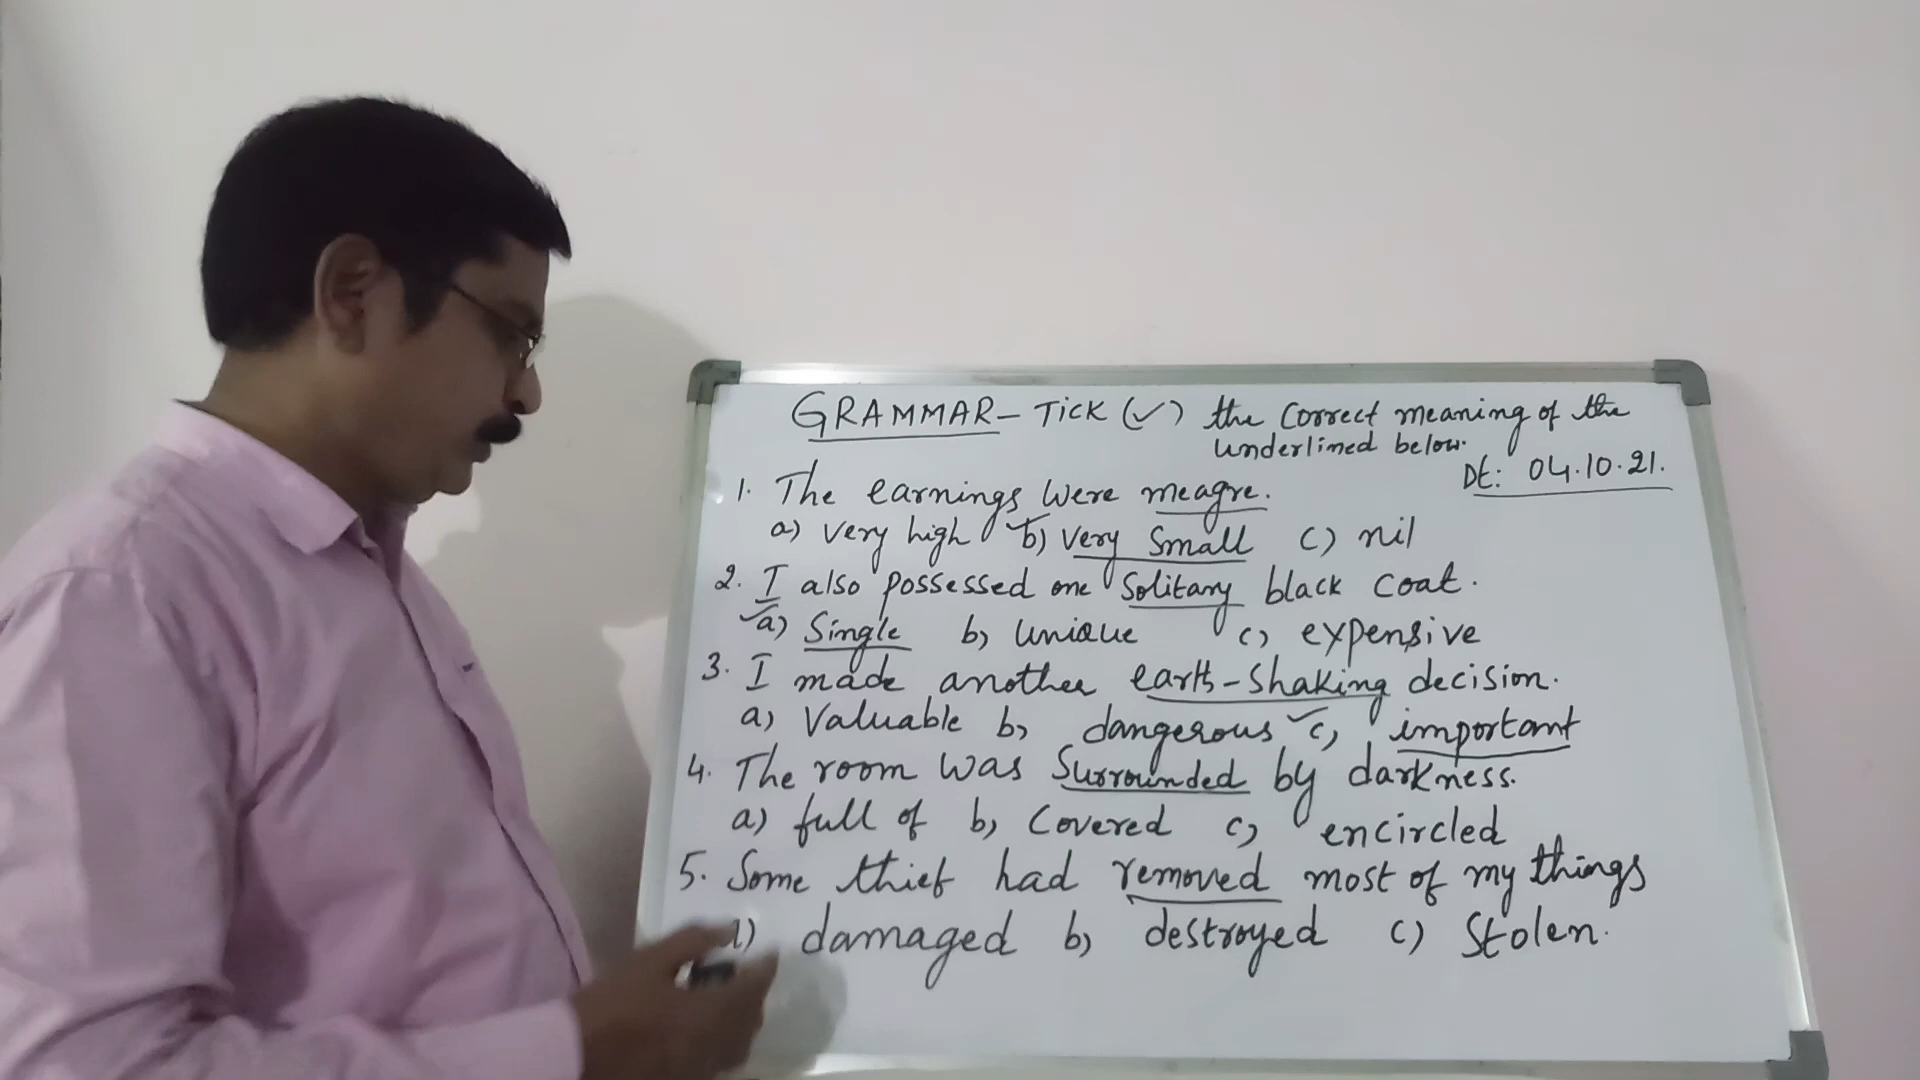 GRAMMAR - TICK (✓) the correct meaning of the
underlined below.
Dt: 04.10.21.
1. The earnings were meagre.
a) very high ✓b) very small c) nil
2. I also possessed one solitary black coat.
✓a) Single b) unique c) expensive
3. I made another earth-shaking decision.
a) valuable b) dangerous ✓c) important
4. The room was surrounded by darkness.
a) full of b) covered c) encircled
5. Some thief had removed most of my things
a) damaged b) destroyed c) stolen.